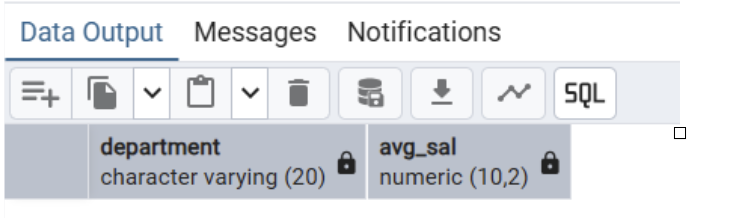 Data Output Messages Notifications
SQL
department avg_sal
character varying (20) numeric (10,2)